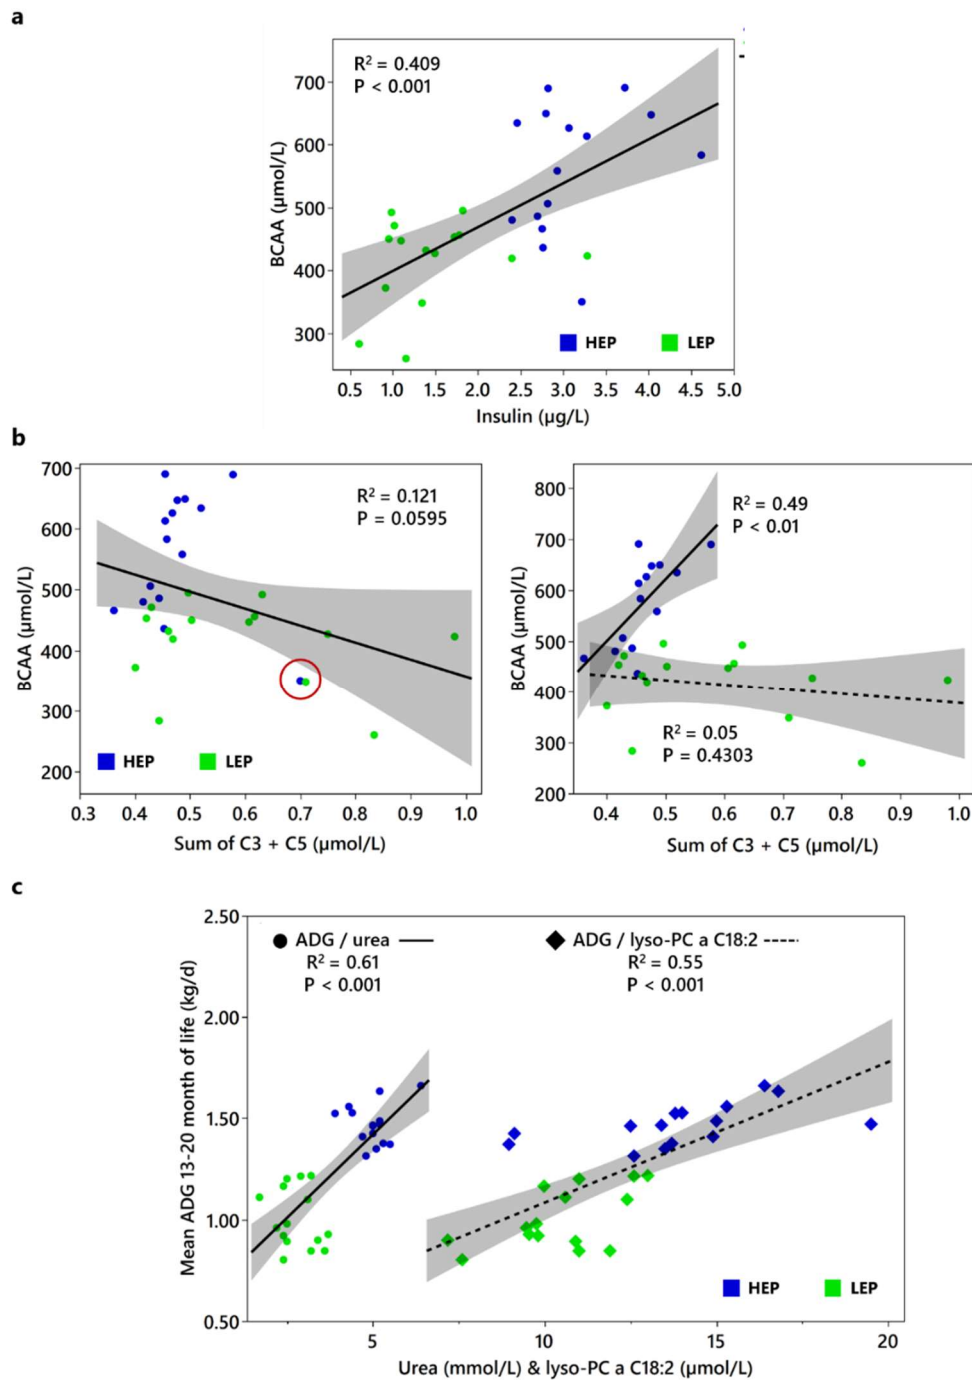 a
R² = 0.409
P < 0.001
BCAA (µmol/L)
700
600
500
400
300
HEP
LEP
0.5 1.0 1.5 2.0 2.5 3.0 3.5 4.0 4.5 5.0
Insulin (µg/L)
b
BCAA (µmol/L)
700
600
500
400
300
200
R² = 0.121
P = 0.0595
HEP
LEP
0.3 0.4 0.5 0.6 0.7 0.8 0.9 1.0
Sum of C3 + C5 (µmol/L)
BCAA (µmol/L)
800
700
600
500
400
300
200
R² = 0.49
P < 0.01
R² = 0.05
P = 0.4303
0.4 0.5 0.6 0.7 0.8 0.9 1.0
Sum of C3 + C5 (µmol/L)
c
Mean ADG 13-20 month of life (kg/d)
2.50
2.00
1.50
1.00
0.50
ADG / urea
R² = 0.61
P < 0.001
ADG / lyso-PC a C18:2
R² = 0.55
P < 0.001
HEP
LEP
5 10 15 20
Urea (mmol/L) & lyso-PC a C18:2 (µmol/L)